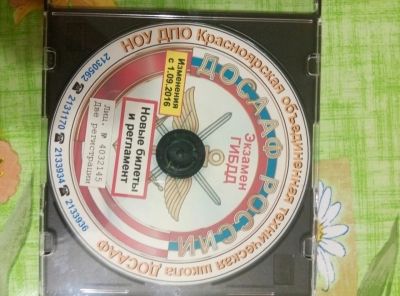 НОУ ДПО Красноярская объединенная техническая школа ДОСААФ
☎ 2130562 ☎ 2131170 ☎ 2133934 ☎ 2133936
ДОСААФ РОССИИ
Изменения
с 1.09.2016
Экзамен
ГИБДД
Новые билеты
и регламент
Лиц. № 4032145
Две регистрации